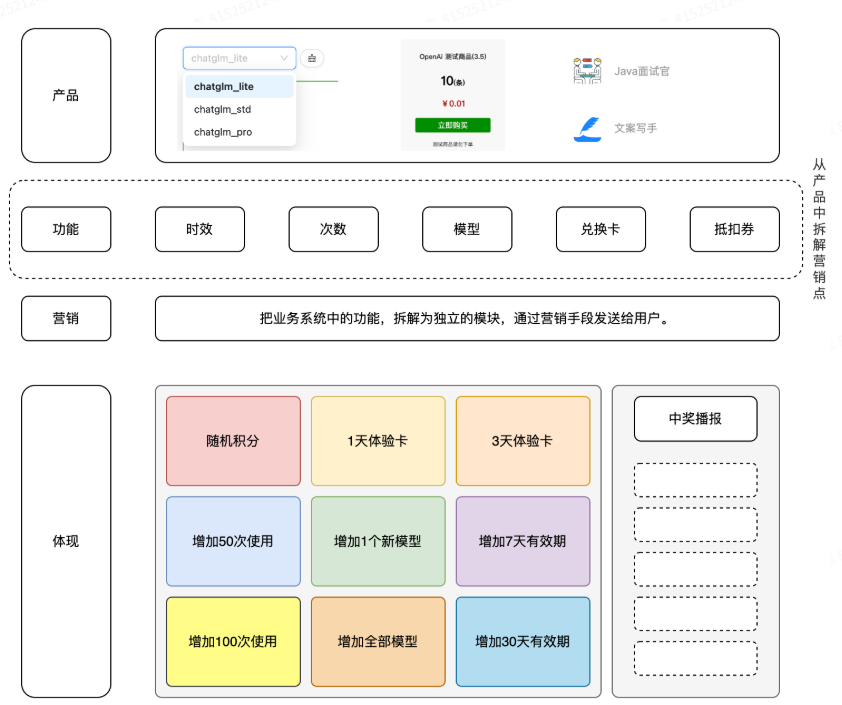 产品
chatglm_lite
chatglm_lite
chatglm_std
chatglm_pro
OpenAI 测试商品(3.5)
10(条)
￥0.01
立即购买
测试商品请勿下单
Java面试官
文案写手
从产品中拆解营销点
功能
时效
次数
模型
兑换卡
抵扣券
营销
把业务系统中的功能，拆解为独立的模块，通过营销手段发送给用户。
体现
随机积分
1天体验卡
3天体验卡
增加50次使用
增加1个新模型
增加7天有效期
增加100次使用
增加全部模型
增加30天有效期
中奖播报